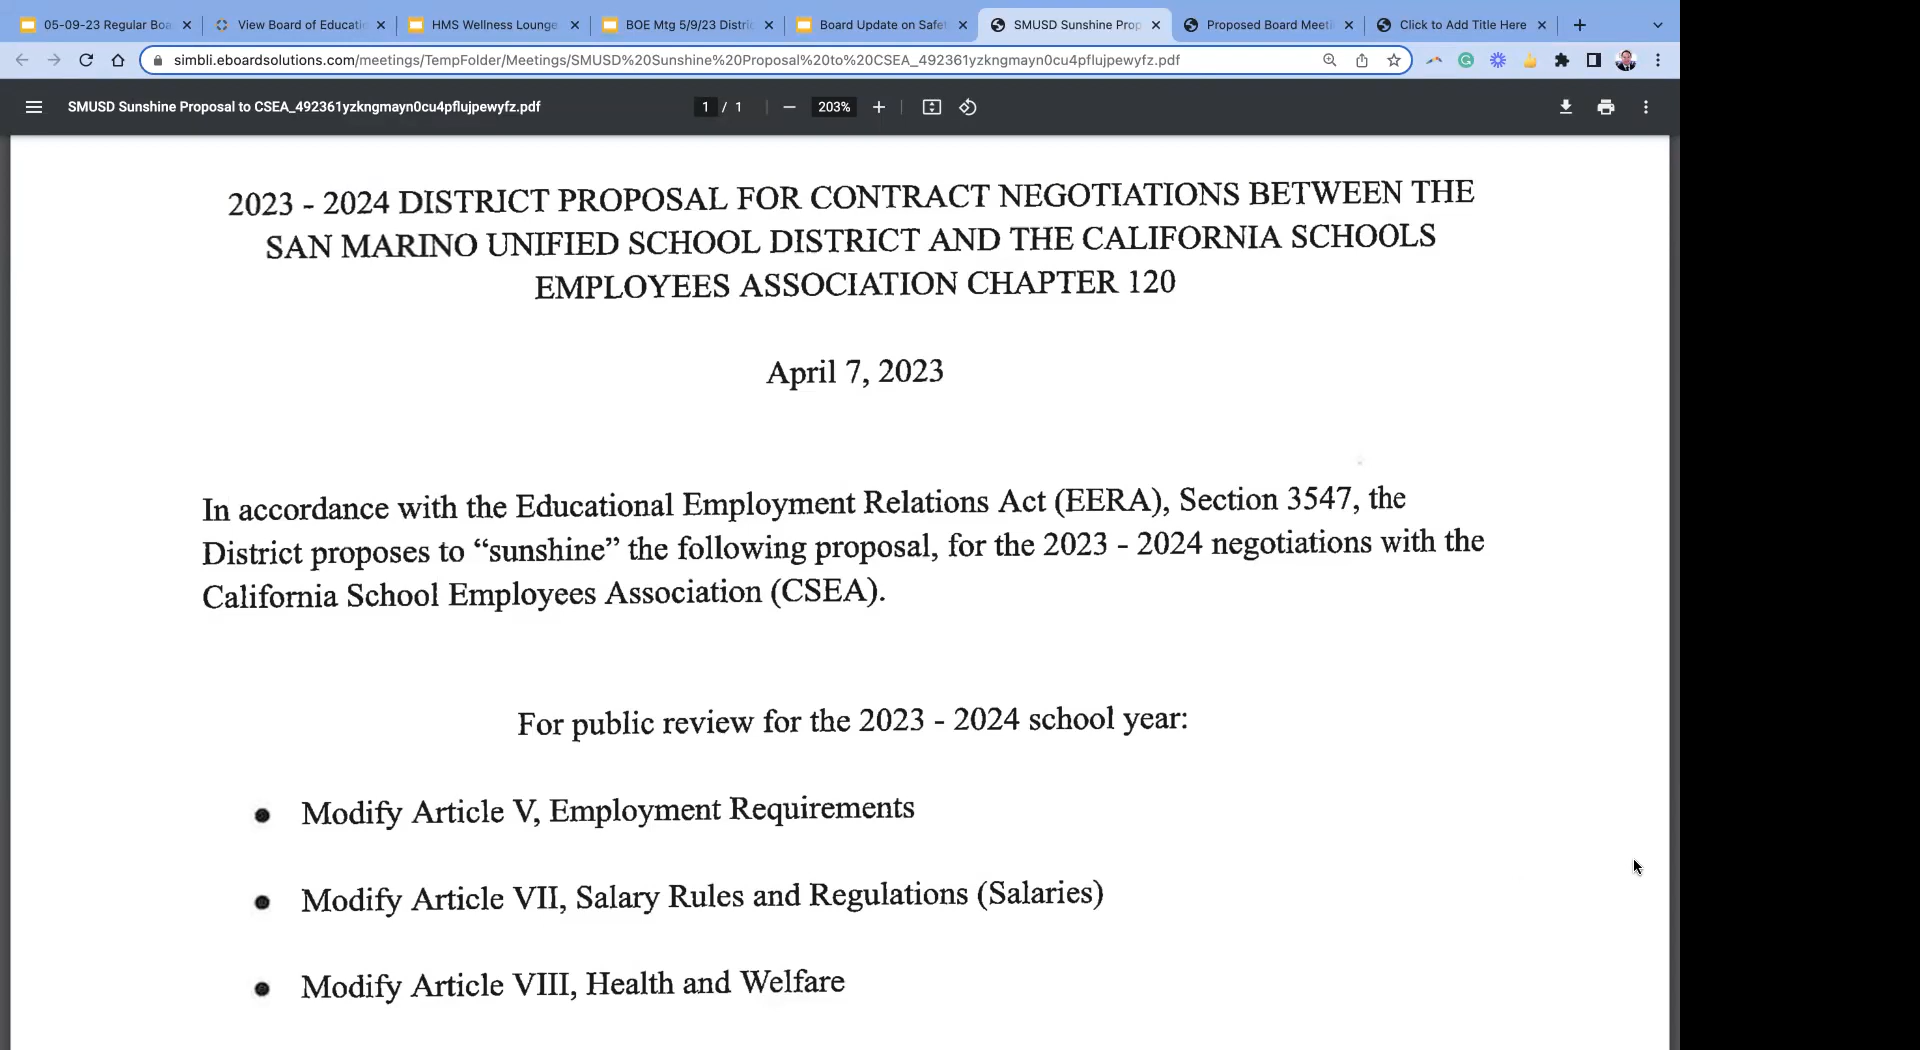 05-09-23 Regular Boa
View Board of Educati
HMS Wellness Lounge
BOE Mtg 5/9/23 Distri
Board Update on Safe
SMUSD Sunshine Prop
Proposed Board Meeti
Click to Add Title Here
simbli.eboardsolutions.com/meetings/TempFolder/Meetings/SMUSD%20Sunshine%20Proposal%20to%20CSEA_492361yzkngmayn0cu4pflujpewyfz.pdf
SMUSD Sunshine Proposal to CSEA_492361yzkngmayn0cu4pflujpewyfz.pdf
1 / 1
203%
2023 - 2024 DISTRICT PROPOSAL FOR CONTRACT NEGOTIATIONS BETWEEN THE
SAN MARINO UNIFIED SCHOOL DISTRICT AND THE CALIFORNIA SCHOOLS
EMPLOYEES ASSOCIATION CHAPTER 120
April 7, 2023
In accordance with the Educational Employment Relations Act (EERA), Section 3547, the
District proposes to “sunshine” the following proposal, for the 2023 - 2024 negotiations with the
California School Employees Association (CSEA).
For public review for the 2023 - 2024 school year:
● Modify Article V, Employment Requirements
● Modify Article VII, Salary Rules and Regulations (Salaries)
● Modify Article VIII, Health and Welfare